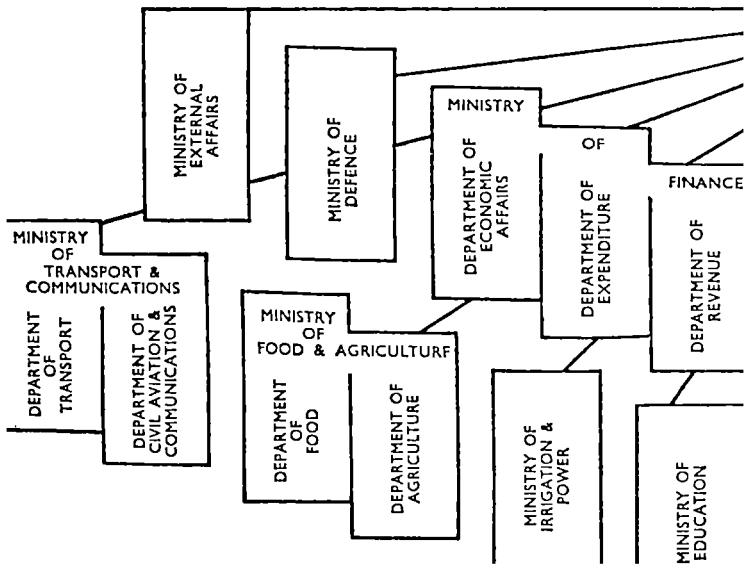 MINISTRY OF
EXTERNAL
AFFAIRS
MINISTRY OF
DEFENCE
MINISTRY
OF
FINANCE
DEPARTMENT OF
ECONOMIC
AFFAIRS
DEPARTMENT OF
EXPENDITURE
DEPARTMENT OF
REVENUE
MINISTRY
OF
TRANSPORT &
COMMUNICATIONS
DEPARTMENT
OF
TRANSPORT
DEPARTMENT OF
CIVIL AVIATION &
COMMUNICATIONS
MINISTRY
OF
FOOD & AGRICULTURE
DEPARTMENT
OF
FOOD
DEPARTMENT OF
AGRICULTURE
MINISTRY OF
IRRIGATION &
POWER
MINISTRY OF
EDUCATION